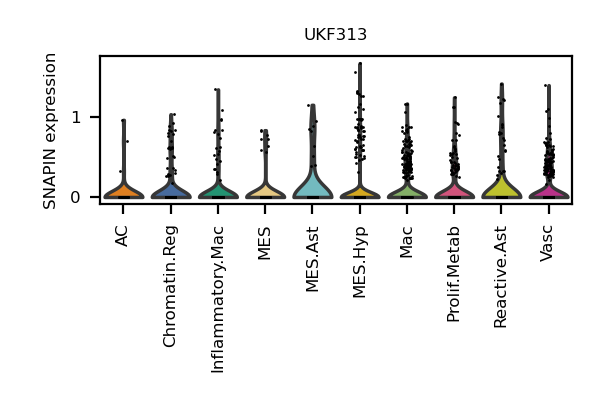 UKF313
SNAPIN expression
1
0
AC
Chromatin.Reg
Inflammatory.Mac
MES
MES.Ast
MES.Hyp
Mac
Prolif.Metab
Reactive.Ast
Vasc